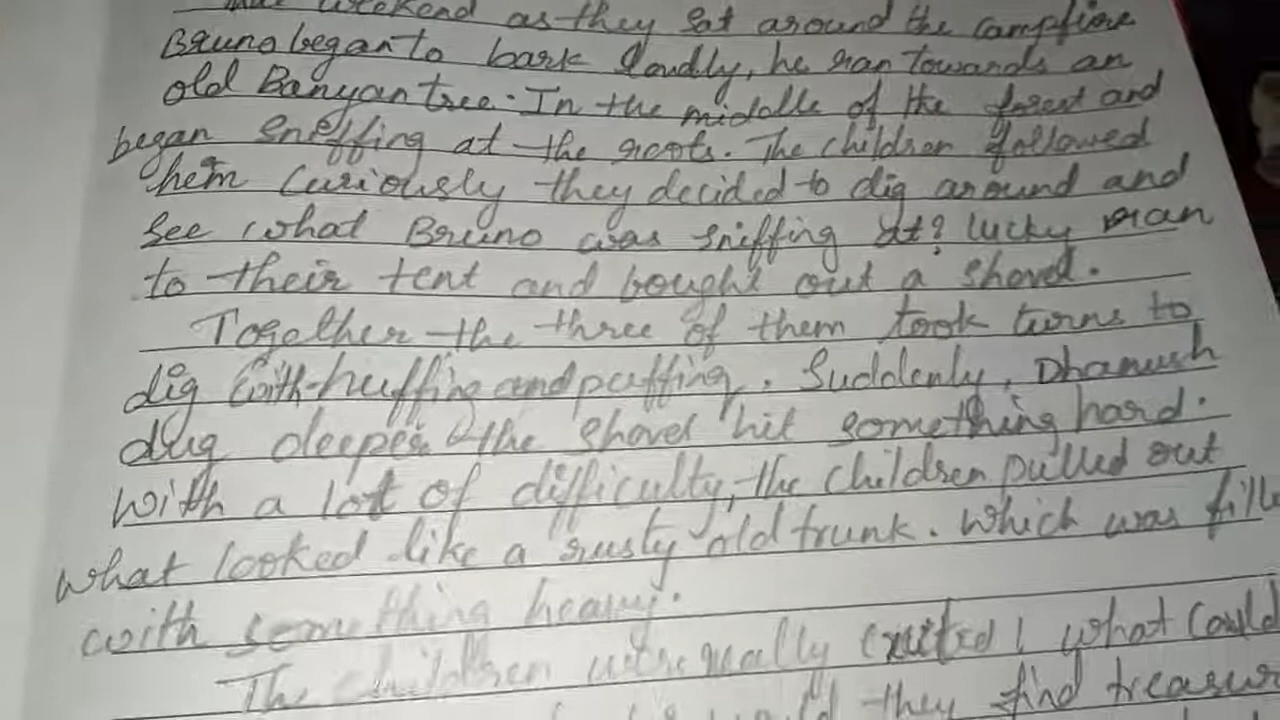 weekend as they sat around the campfire
Bruno began to bark loudly, he ran towards an
old Banyan tree. In the middle of the forest and
began sneffing at the roots. The children followed
him curiously they decided to dig around and
see what Bruno was sniffing at? lucky ran
to their tent and bought out a shovel.
Together the three of them took turns to
dig with huffing and puffing. Suddenly, Dhanush
dug deeper the shovel hit something hard.
With a lot of difficulty, the children pulled out
what looked like a rusty old trunk. Which was fille
with something heavy.
The children were really excited! what could
they find treasur